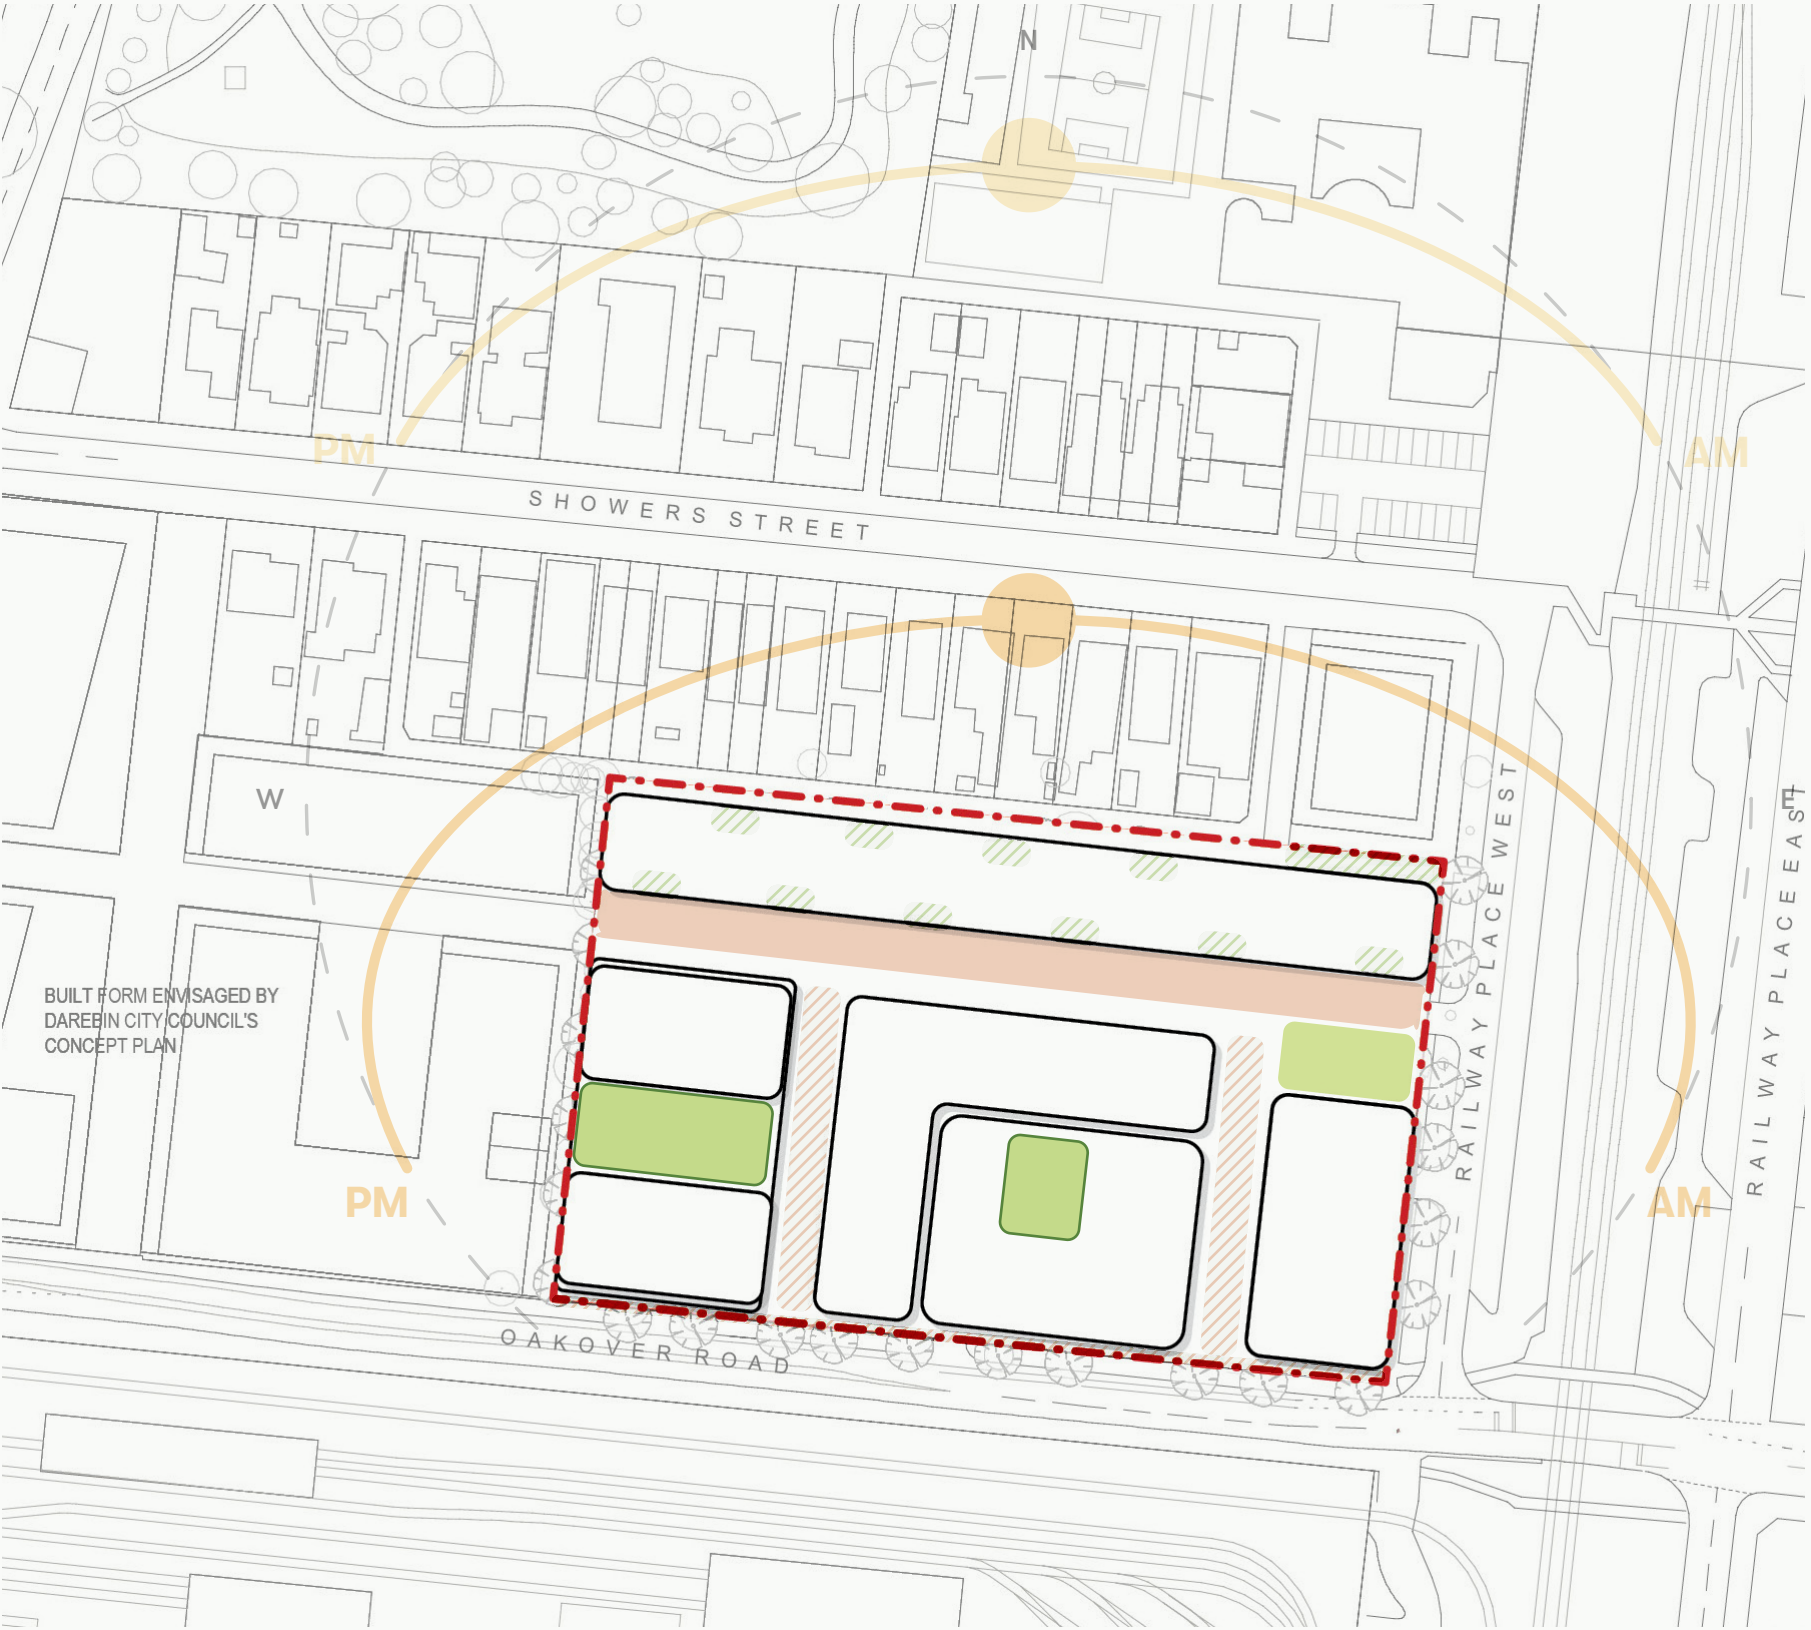 N
PM
AM
SHOWERS STREET
W
E
RAILWAY PLACE WEST
RAILWAY PLACE EAST
BUILT FORM ENVISAGED BY
DAREBIN CITY COUNCIL'S
CONCEPT PLAN
PM
AM
OAKOVER ROAD